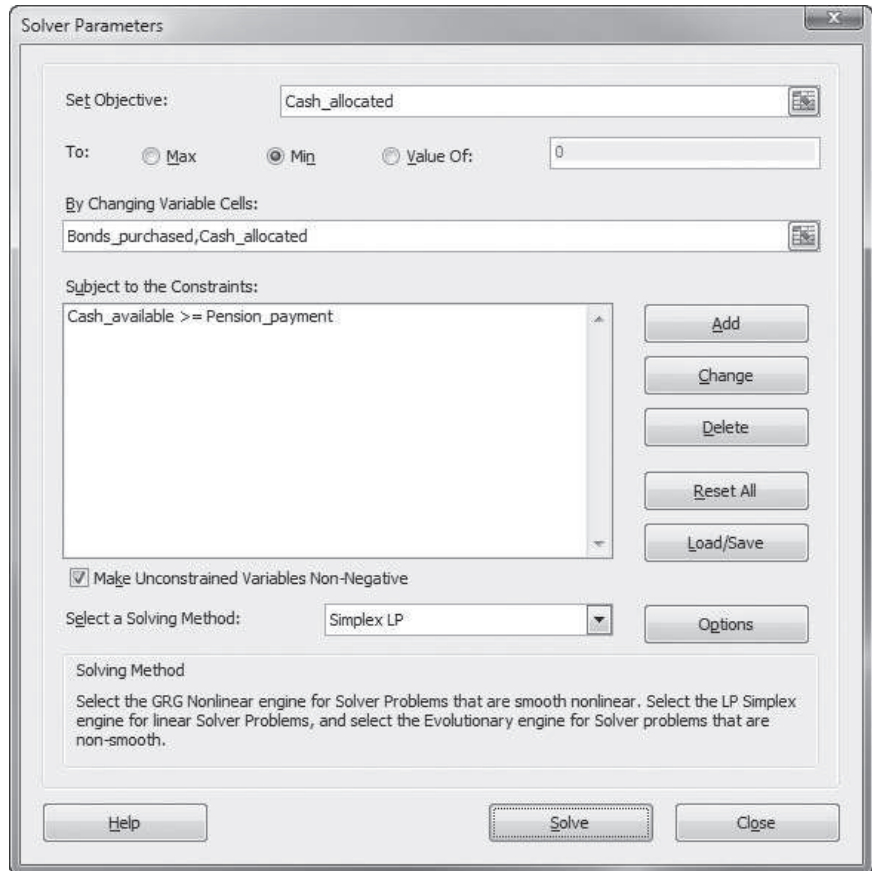 Solver Parameters
X
Set Objective:
Cash_allocated
To:
Max
Min
Value Of:
0
By Changing Variable Cells:
Bonds_purchased,Cash_allocated
Subject to the Constraints:
Cash_available >= Pension_payment
Add
Change
Delete
Reset All
Load/Save
Make Unconstrained Variables Non-Negative
Select a Solving Method:
Simplex LP
Options
Solving Method
Select the GRG Nonlinear engine for Solver Problems that are smooth nonlinear. Select the LP Simplex
engine for linear Solver Problems, and select the Evolutionary engine for Solver problems that are
non-smooth.
Help
Solve
Close